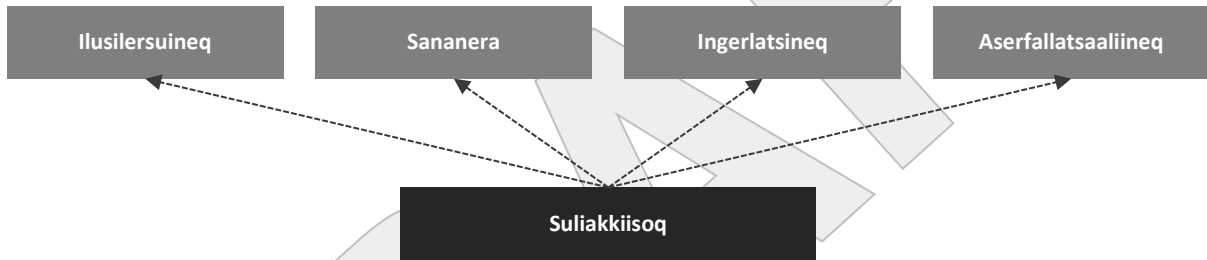 Ilusilersuineq
Sananera
Ingerlatsineq
Aserfallatsaaliineq
Suliakkiisoq